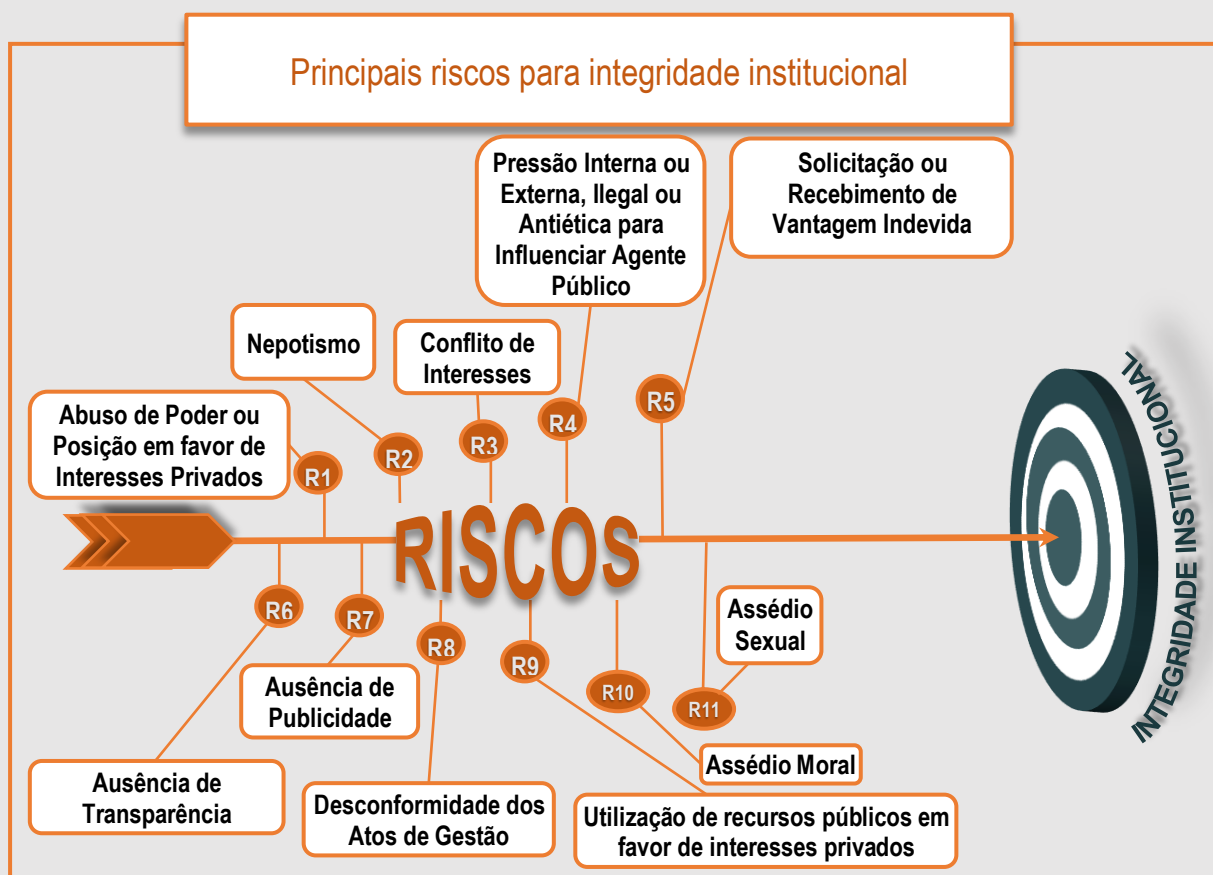 Principais riscos para integridade institucional
Pressão Interna ou
Externa, Ilegal ou
Antiética para
Influenciar Agente
Público
Solicitação ou
Recebimento de
Vantagem Indevida
Nepotismo
Conflito de
Interesses
Abuso de Poder ou
Posição em favor de
Interesses Privados
R1
R2
R3
R4
R5
RISCOS
INTEGRIDADE INSTITUCIONAL
R6
R7
R8
R9
R10
R11
Assédio
Sexual
Ausência de
Publicidade
Assédio Moral
Ausência de
Transparência
Desconformidade dos
Atos de Gestão
Utilização de recursos públicos em
favor de interesses privados